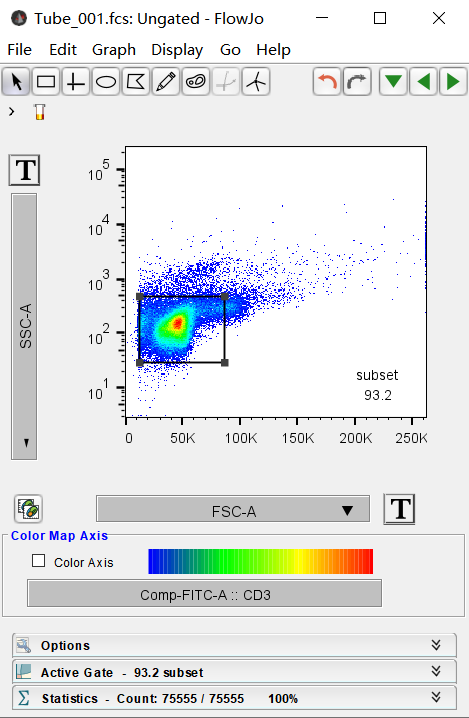 Tube_001.fcs: Ungated - FlowJo
File Edit Graph Display Go Help
T
SSC-A
10^5
10^4
10^3
10^2
10^1
subset
93.2
0 50K 100K 150K 200K 250K
FSC-A
T
Color Map Axis
Color Axis
Comp-FITC-A :: CD3
Options
Active Gate - 93.2 subset
Statistics - Count: 75555 / 75555 100%